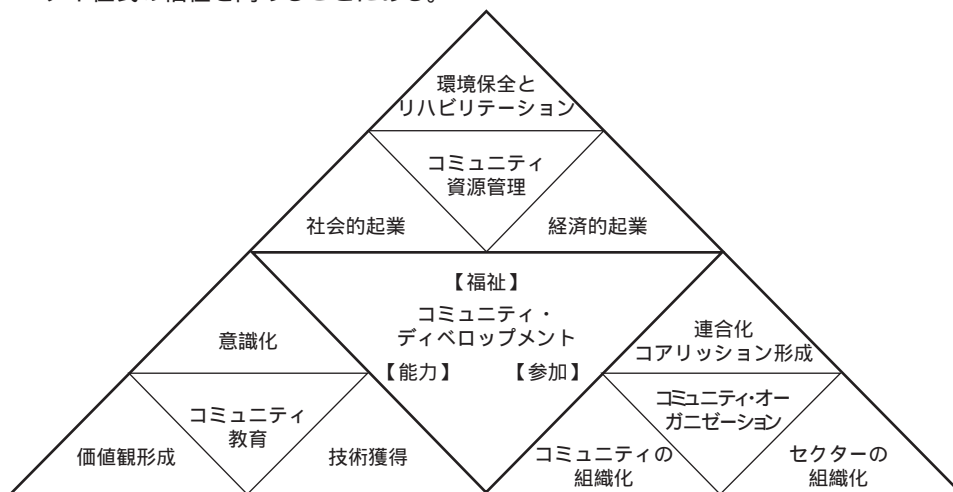 環境保全と
リハビリテーション
コミュニティ
資源管理
社会的起業
経済的起業
【福祉】
コミュニティ・
ディベロップメント
【能力】
【参加】
意識化
コミュニティ
教育
価値観形成
技術獲得
連合化
コアリッション形成
コミュニティ・オー
ガニゼーション
コミュニティの
組織化
セクターの
組織化